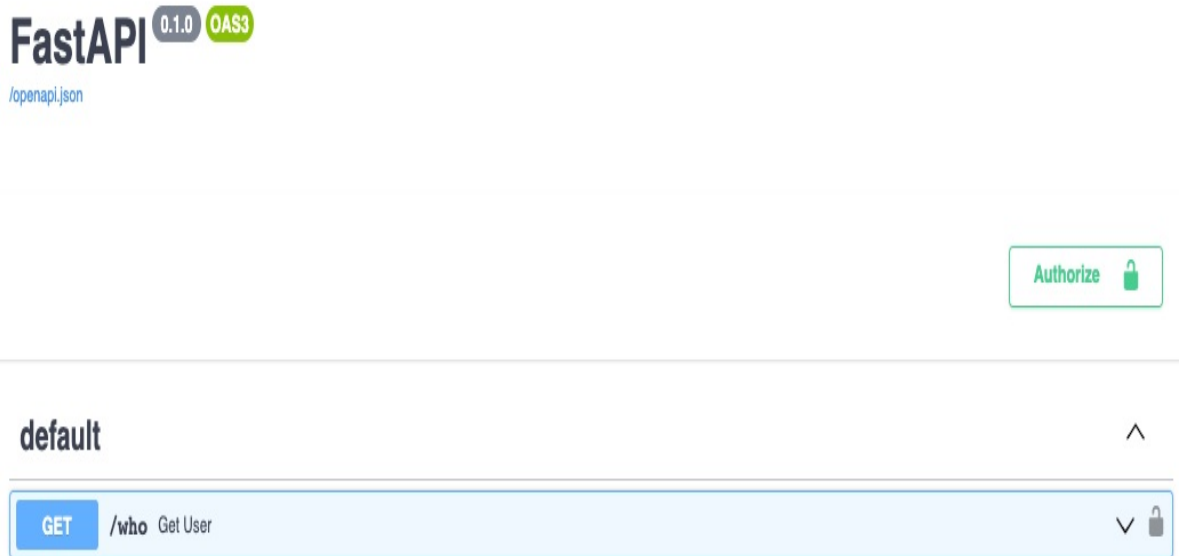 FastAPI 0.1.0 OAS3
/openapi.json
Authorize
default
GET /who Get User